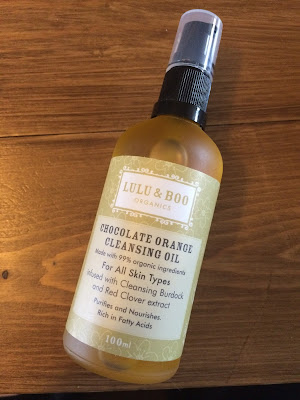 LULU & BOO
ORGANICS
CHOCOLATE ORANGE
CLEANSING OIL
Made with 99% organic ingredients
For All Skin Types
infused with Cleansing Burdock
and Red Clover extract
Purifies and Nourishes.
Rich in Fatty Acids
100ml